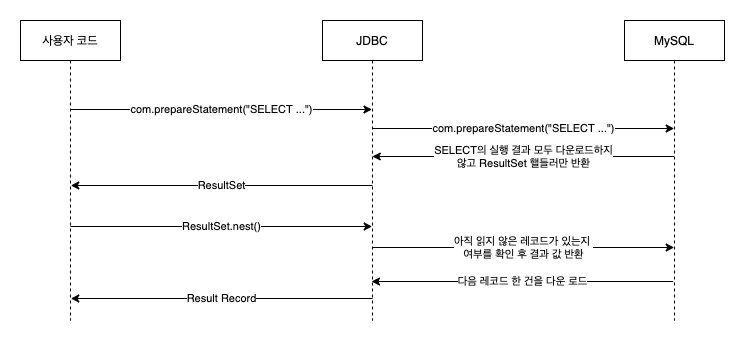 사용자 코드
JDBC
MySQL
com.prepareStatement("SELECT ...")
com.prepareStatement("SELECT ...")
SELECT의 실행 결과 모두 다운로드하지
않고 ResultSet 핸들러만 반환
ResultSet
ResultSet.nest()
아직 읽지 않은 레코드가 있는지
여부를 확인 후 결과 값 반환
다음 레코드 한 건을 다운 로드
Result Record